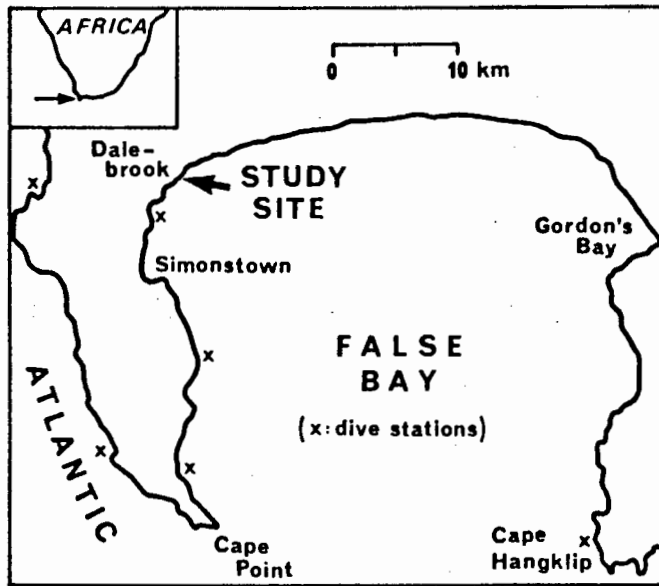 AFRICA
0 10 km
Dale-
brook
STUDY
SITE
x
x
Gordon's
Bay
Simonstown
FALSE
BAY
(x: dive stations)
x
ATLANTIC
x
x
Cape
Point
x
Cape
Hangklip